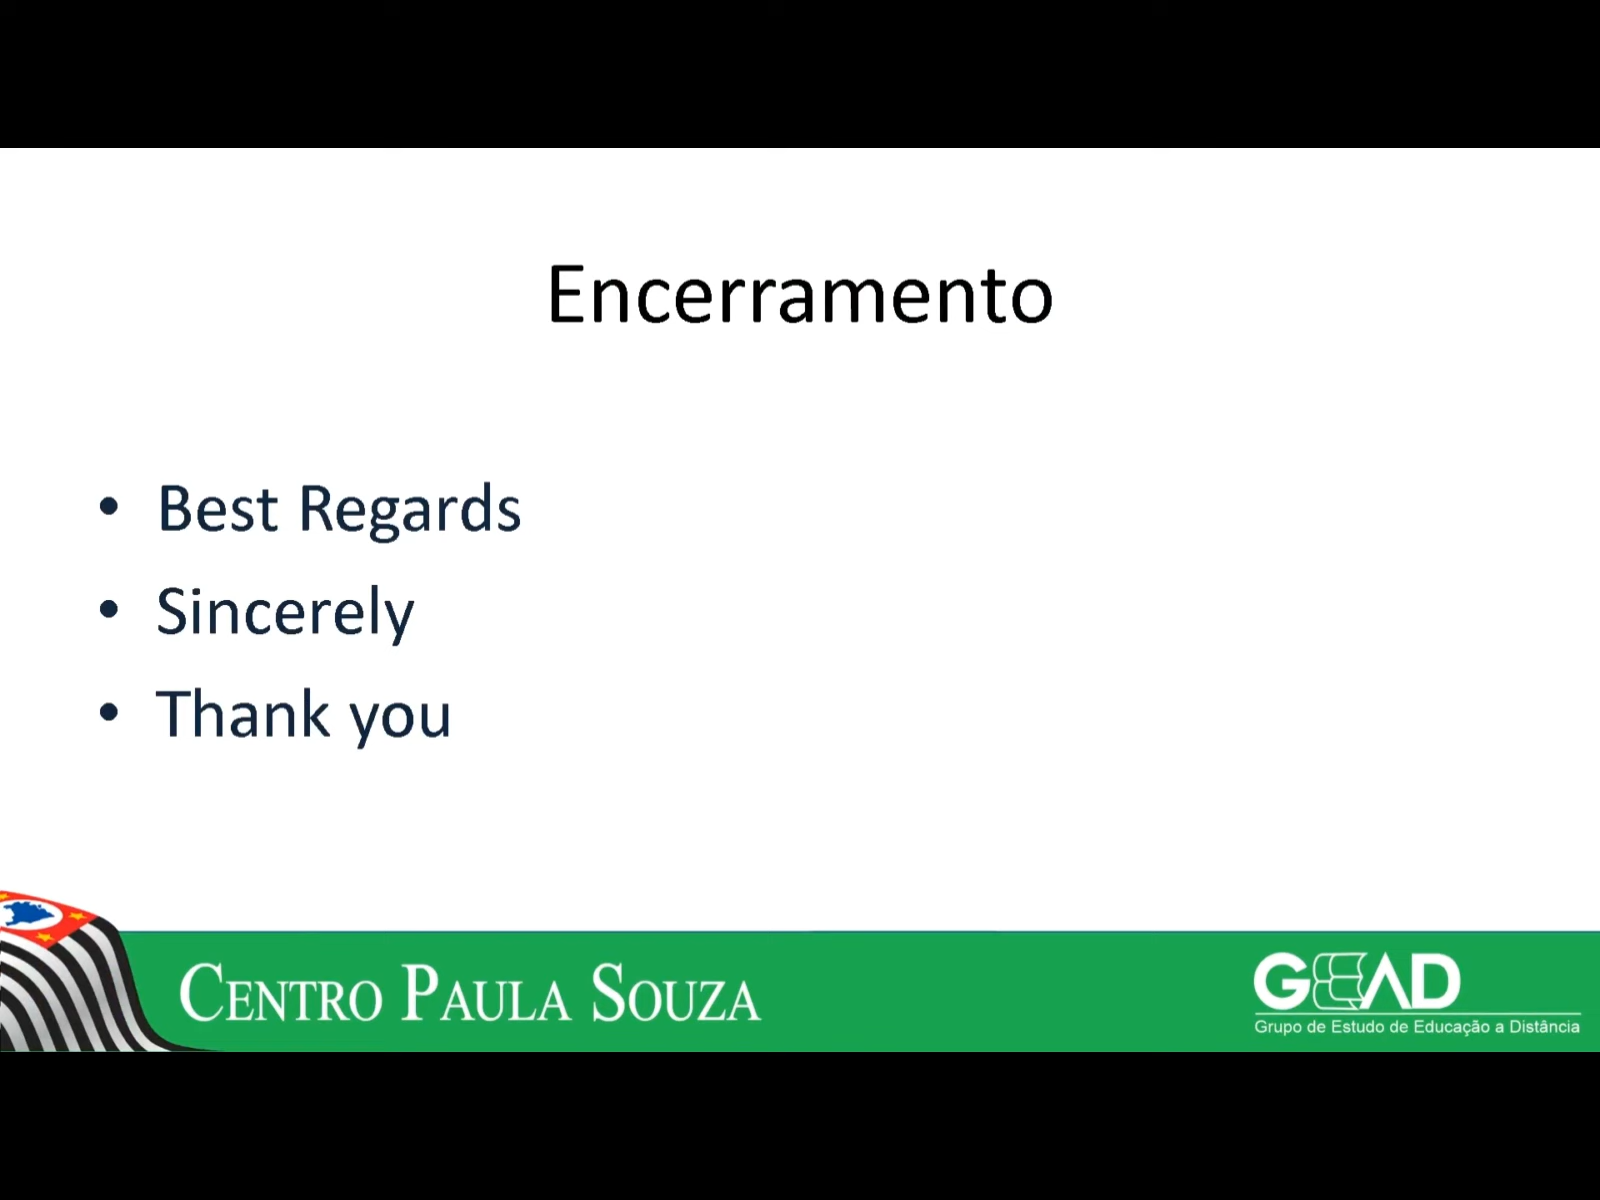 Encerramento
• Best Regards
• Sincerely
• Thank you
CENTRO PAULA SOUZA
GEAD
Grupo de Estudo de Educação a Distância